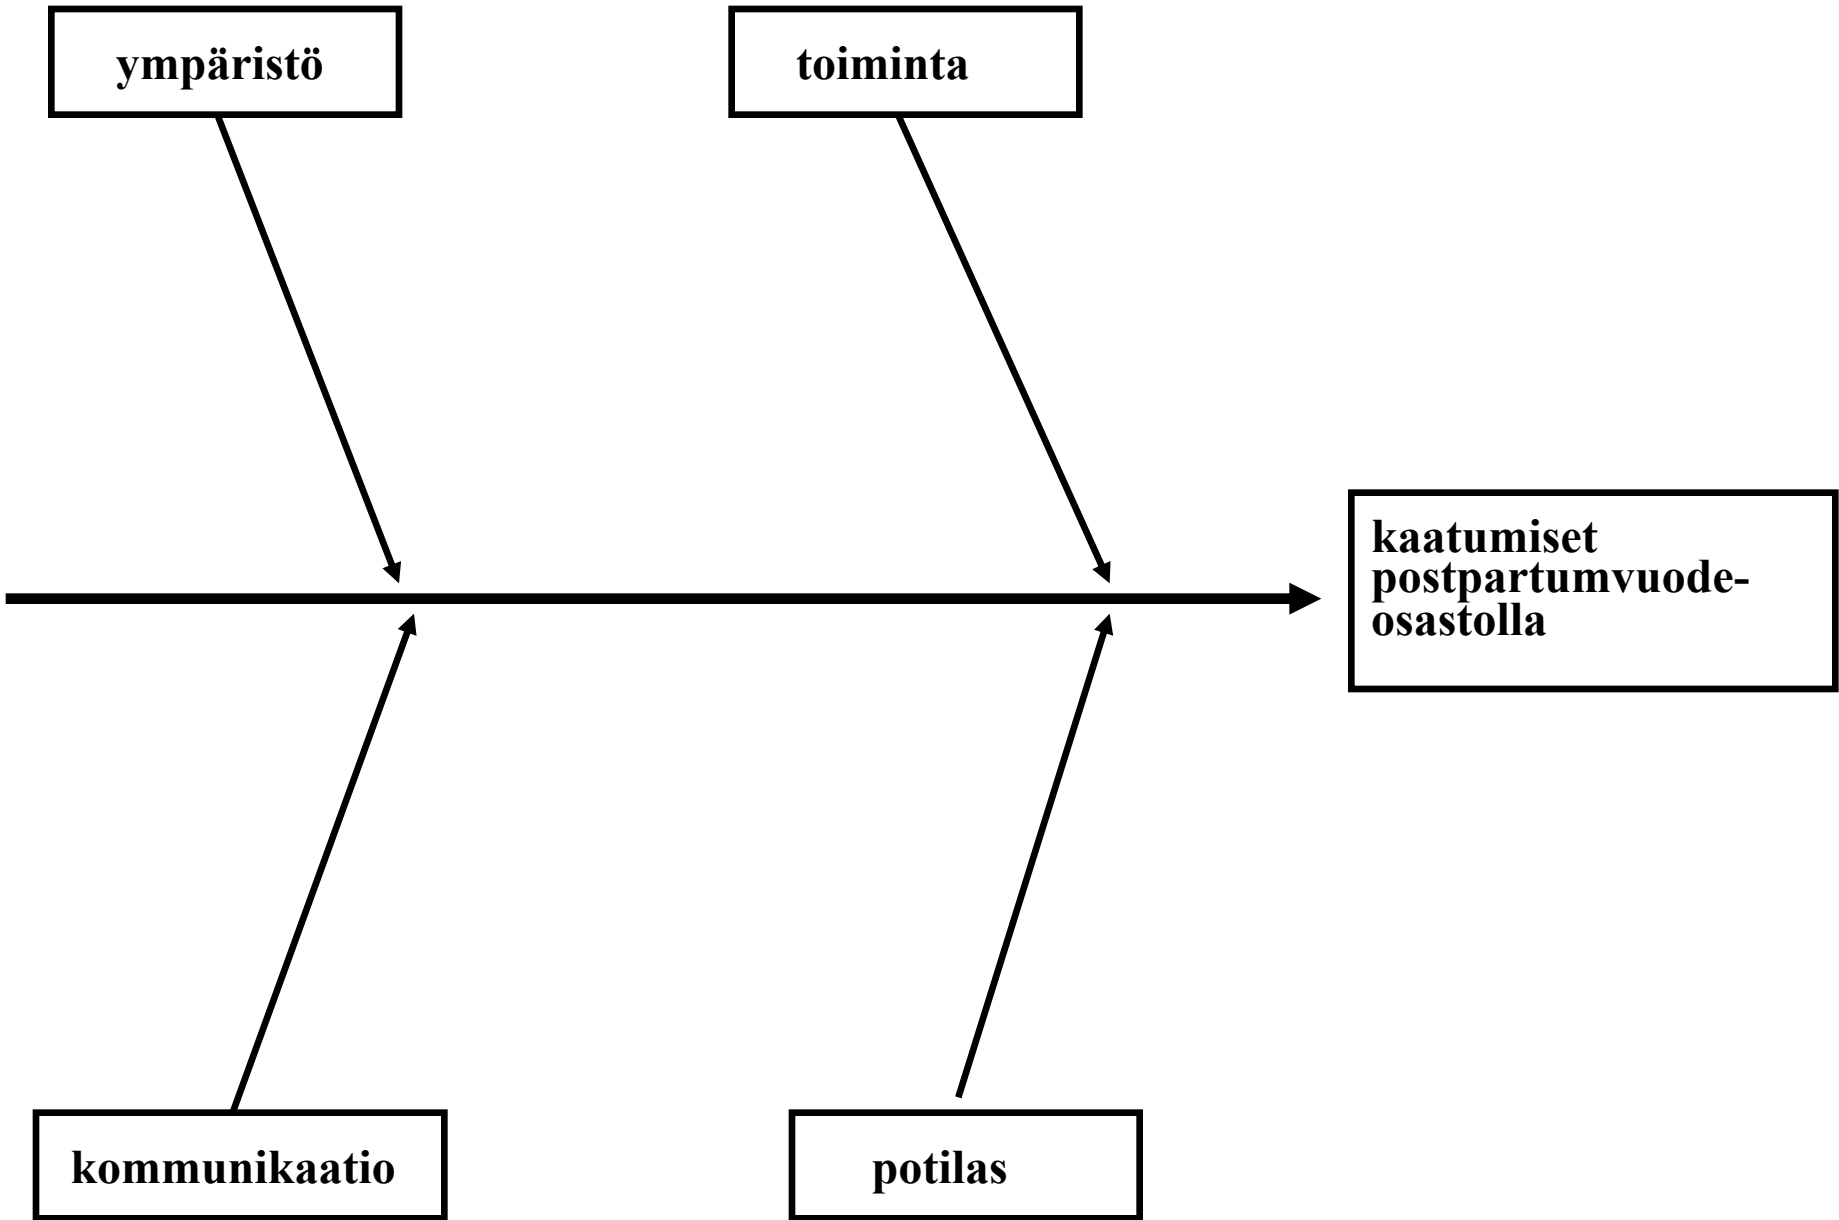 ympäristö
toiminta
kaatumiset
postpartumvuode-
osastolla
kommunikaatio
potilas